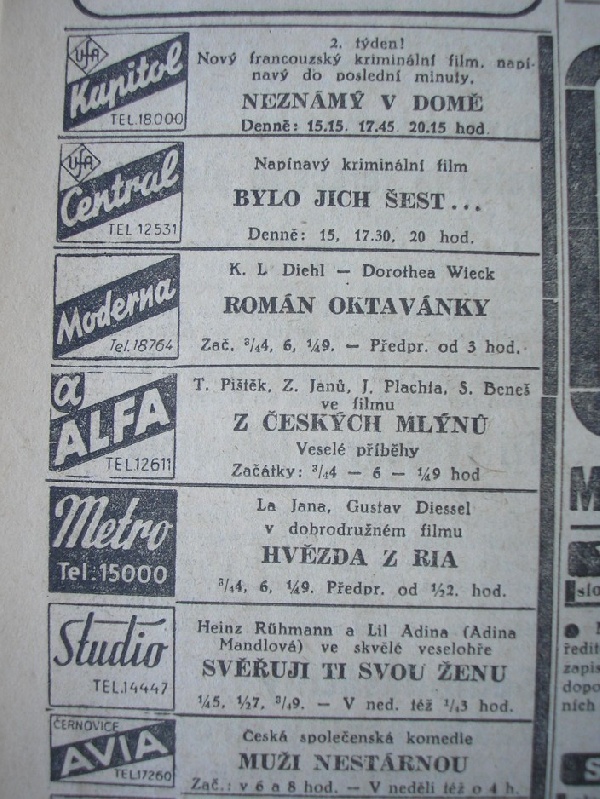 UFA
Kapitol
TEL.18000
2. týden!
Nový francouzský kriminální film, napí-
navý do poslední minuty.
NEZNÁMÝ V DOMĚ
Denně: 15.15, 17.45 20.15 hod.
UFA
Central
TEL 12531
Napínavý kriminální film
BYLO JICH ŠEST...
Denně: 15, 17.30, 20 hod.
Moderna
Tel. 18764
K. L Diehl — Dorothea Wieck
ROMÁN OKTAVÁNKY
Zač. ³/₄4, 6, ¼9. — Předpr. od 3 hod.
α
ALFA
TEL.12611
T. Pištěk, Z. Janů, J. Plachta, S. Beneš
ve filmu
Z ČESKÝCH MLÝNŮ
Veselé příběhy
Začátky: ³/₄4 — 6 — ¼9 hod
Metro
Tel.:15000
La Jana, Gustav Diessel
v dobrodružném filmu
HVĚZDA Z RIA
³/₄4, 6, ¼9. Předpr. od ½2. hod.
Studio
TEL.14447
Heinz Rühmann a Lil Adina (Adina
Mandlová) ve skvělé veselohře
SVĚŘUJI TI SVOU ŽENU
¼5, ½7, ¾9. — V ned. též ½3 hod.
ČERNOVICE
AVIA
TEL.17260
Česká společenská komedie
MUŽI NESTÁRNOU
Zač.: v 6 a 8 hod. — V neděli též o 4 h.
M
slo
ředit
zapis
dopo
ních
S